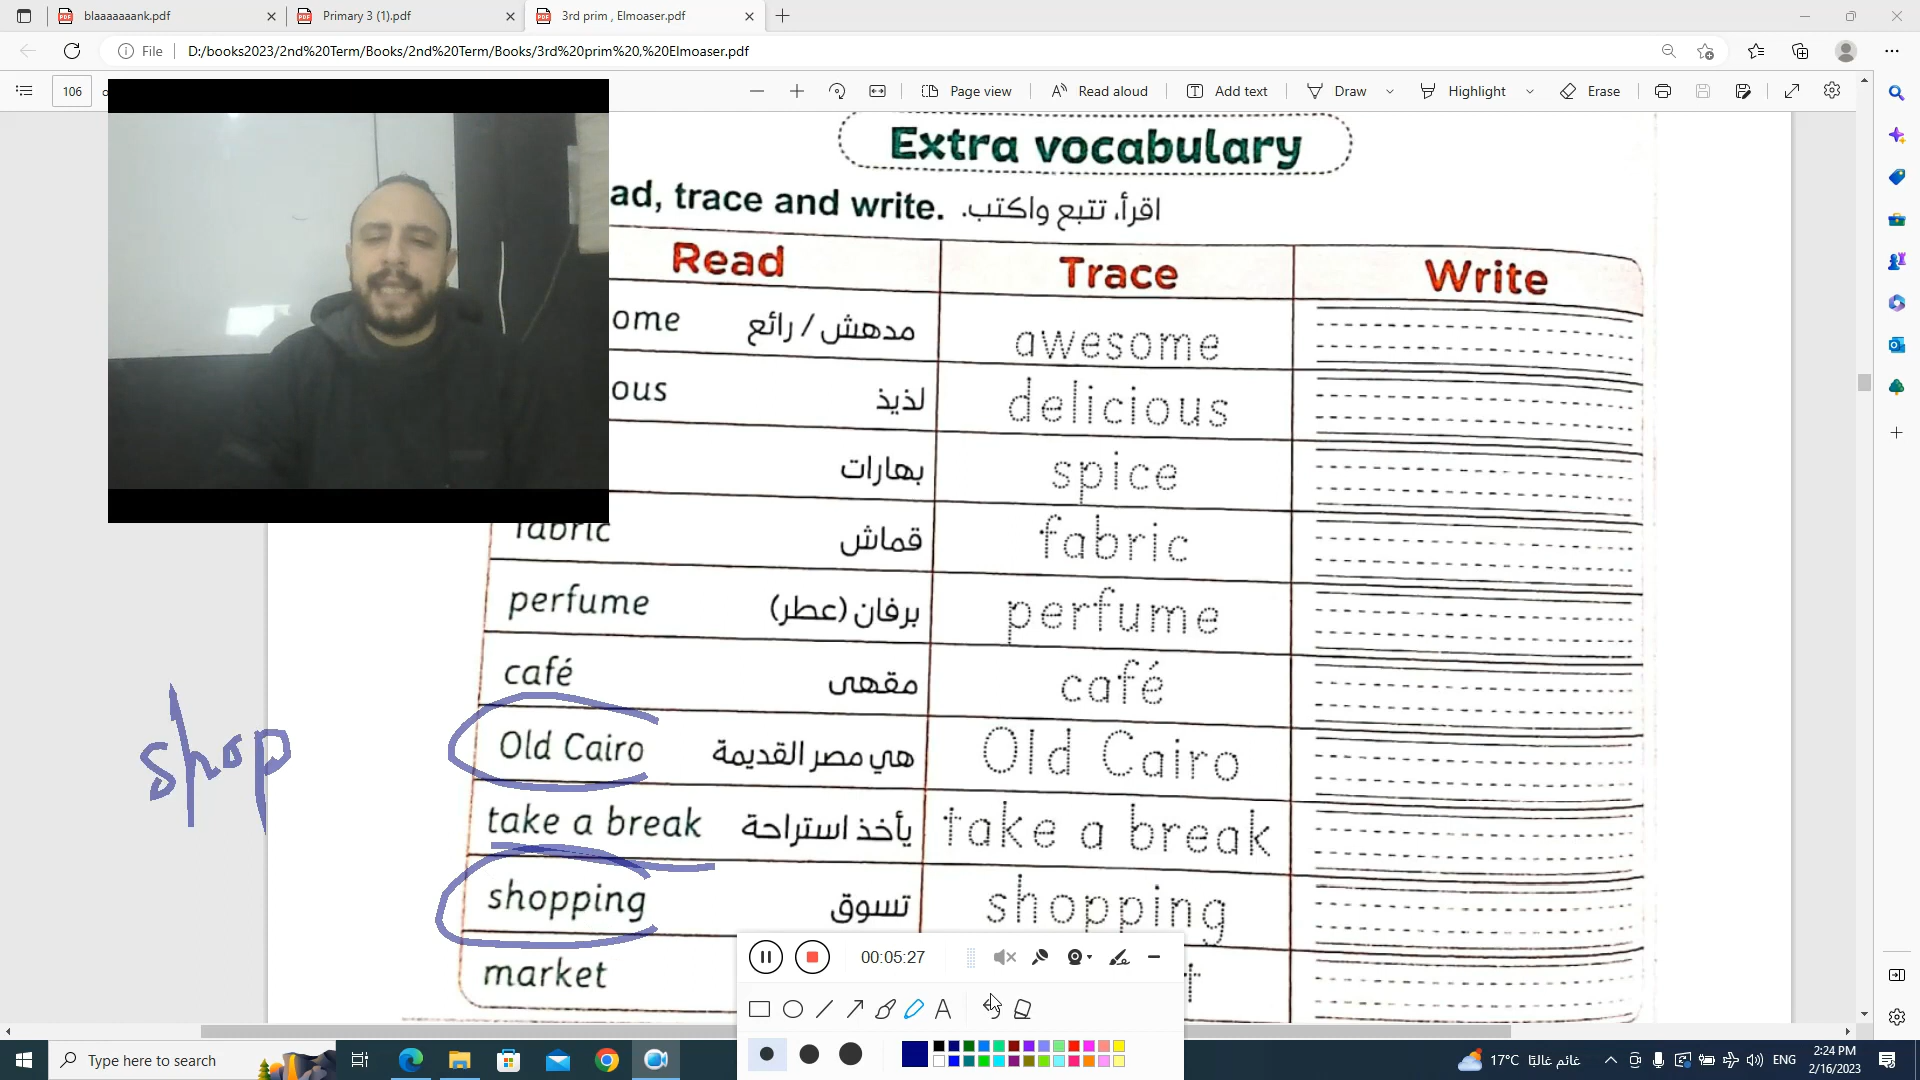 blaaaaaaank.pdf
Primary 3 (1).pdf
3rd prim , Elmoaser.pdf
File
D:/books2023/2nd%20Term/Books/2nd%20Term/Books/3rd%20prim%20,%20Elmoaser.pdf
106
Page view
Read aloud
Add text
Draw
Highlight
Erase
Extra vocabulary
ad, trace and write. اقرأ، تتبع واكتب.
Read Trace Write
ome مدهش / رائع awesome
ous لذيذ delicious
بهارات spice
fabric قماش fabric
perfume برفان (عطر) perfume
café مقهى café
Old Cairo هي مصر القديمة Old Cairo
take a break يأخذ استراحة take a break
shopping تسوق shopping
market t
shop
00:05:27
Type here to search
17°C غائم غالبًا
ENG
2:24 PM
2/16/2023